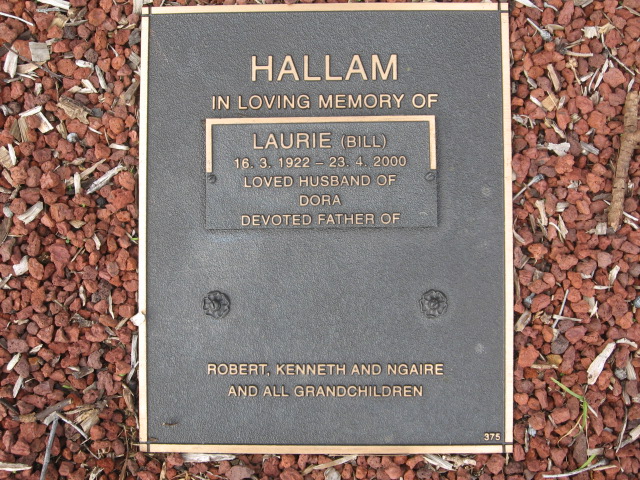 HALLAM
IN LOVING MEMORY OF
LAURIE (BILL)
16. 3. 1922 – 23. 4. 2000
LOVED HUSBAND OF
DORA
DEVOTED FATHER OF
ROBERT, KENNETH AND NGAIRE
AND ALL GRANDCHILDREN
375